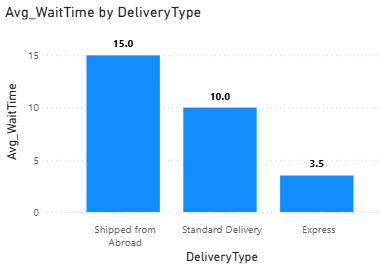 Avg_WaitTime by DeliveryType
15.0
15
10.0
10
Avg_WaitTime
5
3.5
0
Shipped from
Abroad
Standard Delivery
Express
DeliveryType